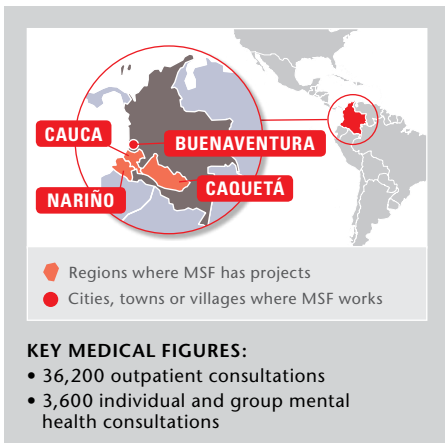 CAUCA
BUENAVENTURA
NARIÑO
CAQUETÁ
Regions where MSF has projects
Cities, towns or villages where MSF works
KEY MEDICAL FIGURES:
• 36,200 outpatient consultations
• 3,600 individual and group mental
health consultations